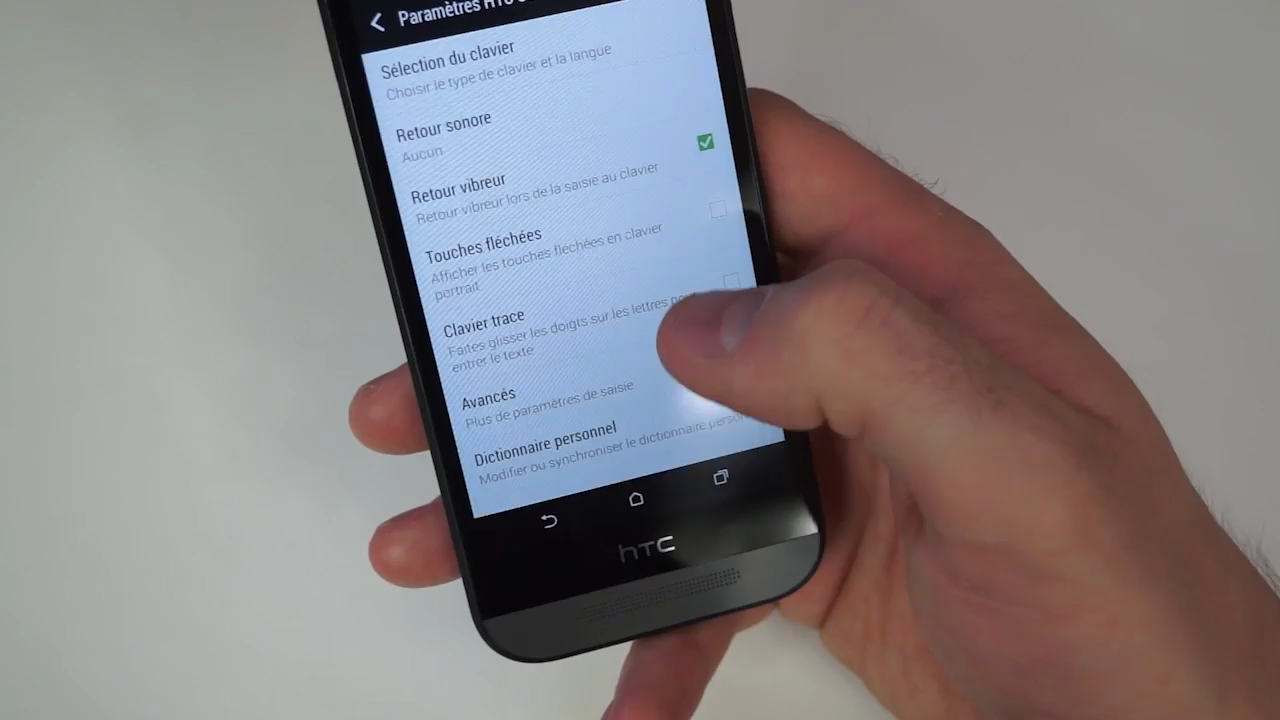 Paramètres HTC
Sélection du clavier
Choisir le type de clavier et la langue
Retour sonore
Aucun
Retour vibreur
Retour vibreur lors de la saisie au clavier
Touches fléchées
Afficher les touches fléchées en clavier
portrait
Clavier trace
Faites glisser les doigts sur les lettres
entrer le texte
Avancés
Plus de paramètres de saisie
Dictionnaire personnel
Modifier ou synchroniser le dictionnaire
hTC